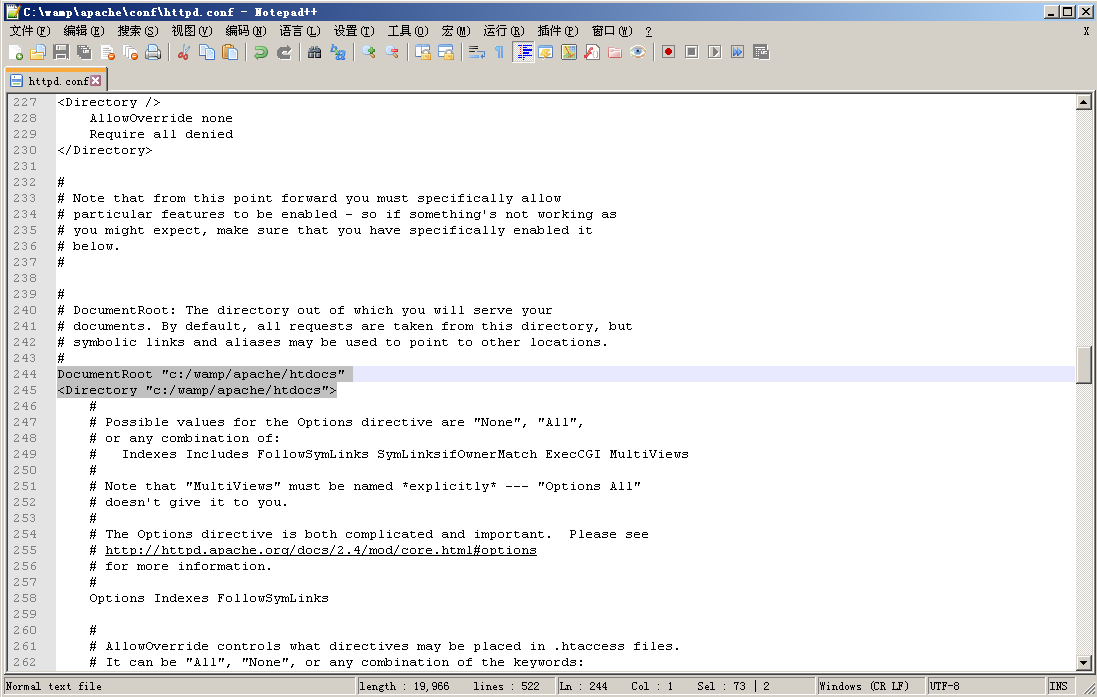 C:\wamp\apache\conf\httpd.conf - Notepad++
文件(F) 编辑(E) 搜索(S) 视图(V) 编码(N) 语言(L) 设置(T) 工具(O) 宏(M) 运行(R) 插件(P) 窗口(W) ? X
httpd.conf
227 <Directory />
228     AllowOverride none
229     Require all denied
230 </Directory>
231
232 #
233 # Note that from this point forward you must specifically allow
234 # particular features to be enabled - so if something's not working as
235 # you might expect, make sure that you have specifically enabled it
236 # below.
237 #
238
239 #
240 # DocumentRoot: The directory out of which you will serve your
241 # documents. By default, all requests are taken from this directory, but
242 # symbolic links and aliases may be used to point to other locations.
243 #
244 DocumentRoot "c:/wamp/apache/htdocs"
245 <Directory "c:/wamp/apache/htdocs">
246     #
247     # Possible values for the Options directive are "None", "All",
248     # or any combination of:
249     #   Indexes Includes FollowSymLinks SymLinksifOwnerMatch ExecCGI MultiViews
250     #
251     # Note that "MultiViews" must be named *explicitly* --- "Options All"
252     # doesn't give it to you.
253     #
254     # The Options directive is both complicated and important.  Please see
255     # http://httpd.apache.org/docs/2.4/mod/core.html#options
256     # for more information.
257     #
258     Options Indexes FollowSymLinks
259
260     #
261     # AllowOverride controls what directives may be placed in .htaccess files.
262     # It can be "All", "None", or any combination of the keywords:
Normal text file length : 19,966 lines : 522 Ln : 244 Col : 1 Sel : 73 | 2 Windows (CR LF) UTF-8 INS